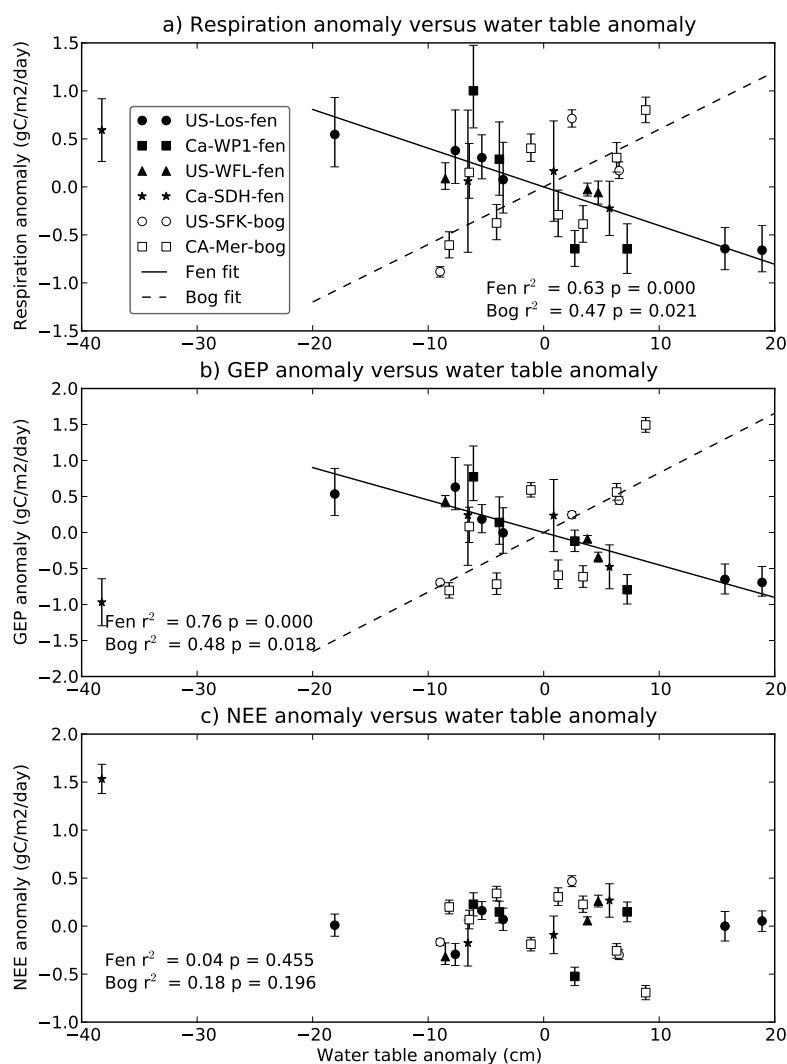 a) Respiration anomaly versus water table anomaly
Respiration anomaly (gC/m2/day)
1.5
1.0
0.5
0.0
−0.5
−1.0
−1.5
US-Los-fen
Ca-WP1-fen
US-WFL-fen
Ca-SDH-fen
US-SFK-bog
CA-Mer-bog
Fen fit
Bog fit
Fen r² = 0.63 p = 0.000
Bog r² = 0.47 p = 0.021
−40 −30 −20 −10 0 10 20
b) GEP anomaly versus water table anomaly
GEP anomaly (gC/m2/day)
2.0
1.5
1.0
0.5
0.0
−0.5
−1.0
−1.5
−2.0
Fen r² = 0.76 p = 0.000
Bog r² = 0.48 p = 0.018
−40 −30 −20 −10 0 10 20
c) NEE anomaly versus water table anomaly
NEE anomaly (gC/m2/day)
2.0
1.5
1.0
0.5
0.0
−0.5
−1.0
Fen r² = 0.04 p = 0.455
Bog r² = 0.18 p = 0.196
−40 −30 −20 −10 0 10 20
Water table anomaly (cm)